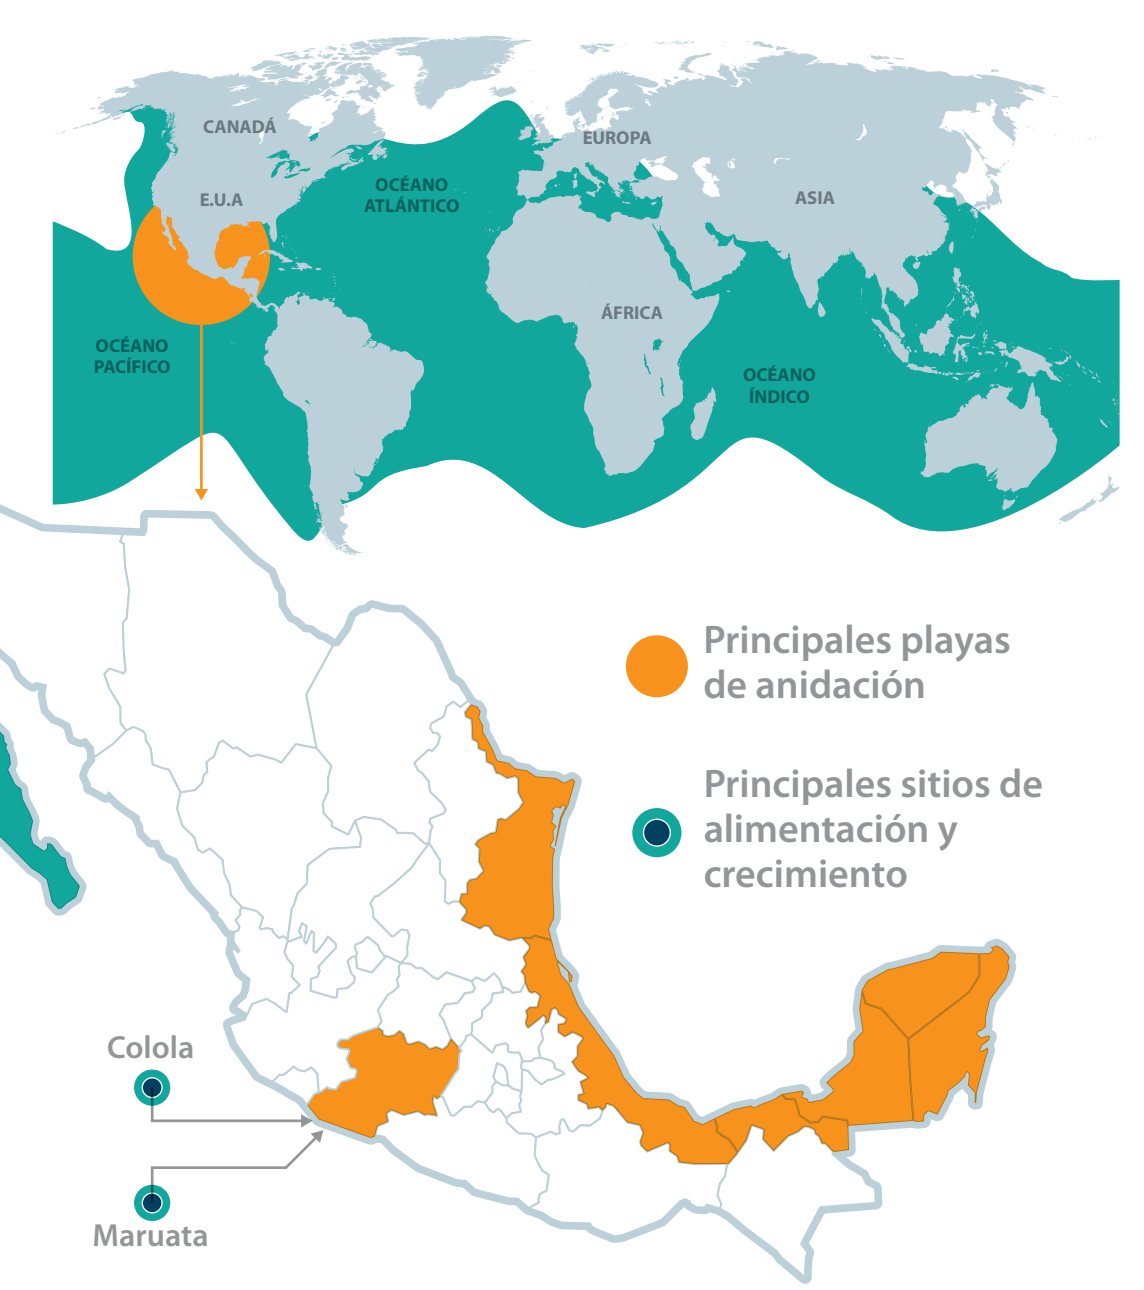 CANADÁ
EUROPA
E.U.A
OCÉANO
ATLÁNTICO
ASIA
ÁFRICA
OCÉANO
PACÍFICO
OCÉANO
ÍNDICO
Principales playas
de anidación
Principales sitios de
alimentación y
crecimiento
Colola
Maruata